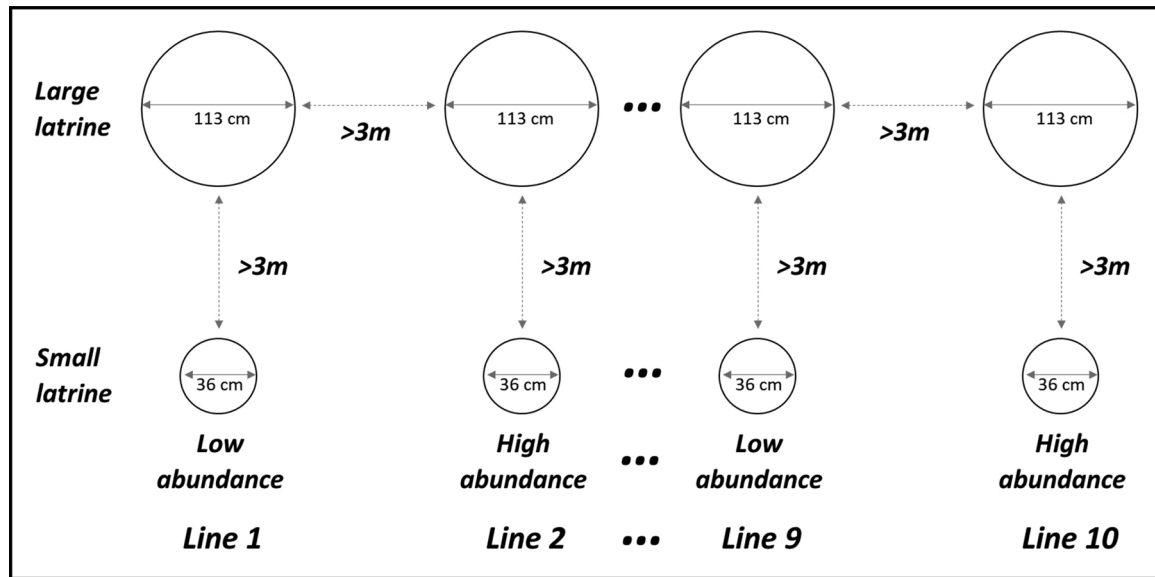 Large
latrine
113 cm
>3m
113 cm
...
113 cm
>3m
113 cm
>3m
>3m
>3m
>3m
Small
latrine
36 cm
36 cm
...
36 cm
36 cm
Low
abundance
High
abundance
...
Low
abundance
High
abundance
Line 1
Line 2
...
Line 9
Line 10